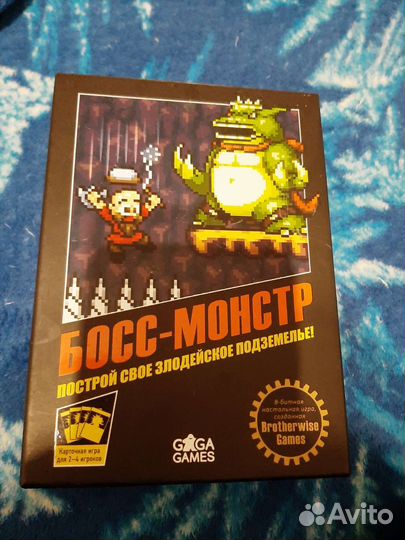 БОСС-МОНСТР
ПОСТРОЙ СВОЕ ЗЛОДЕЙСКОЕ ПОДЗЕМЕЛЬЕ!
Карточная игра
для 2-4 игроков
GAGA
GAMES
8-битная
настольная игра,
созданная
Brotherwise
Games
Avito